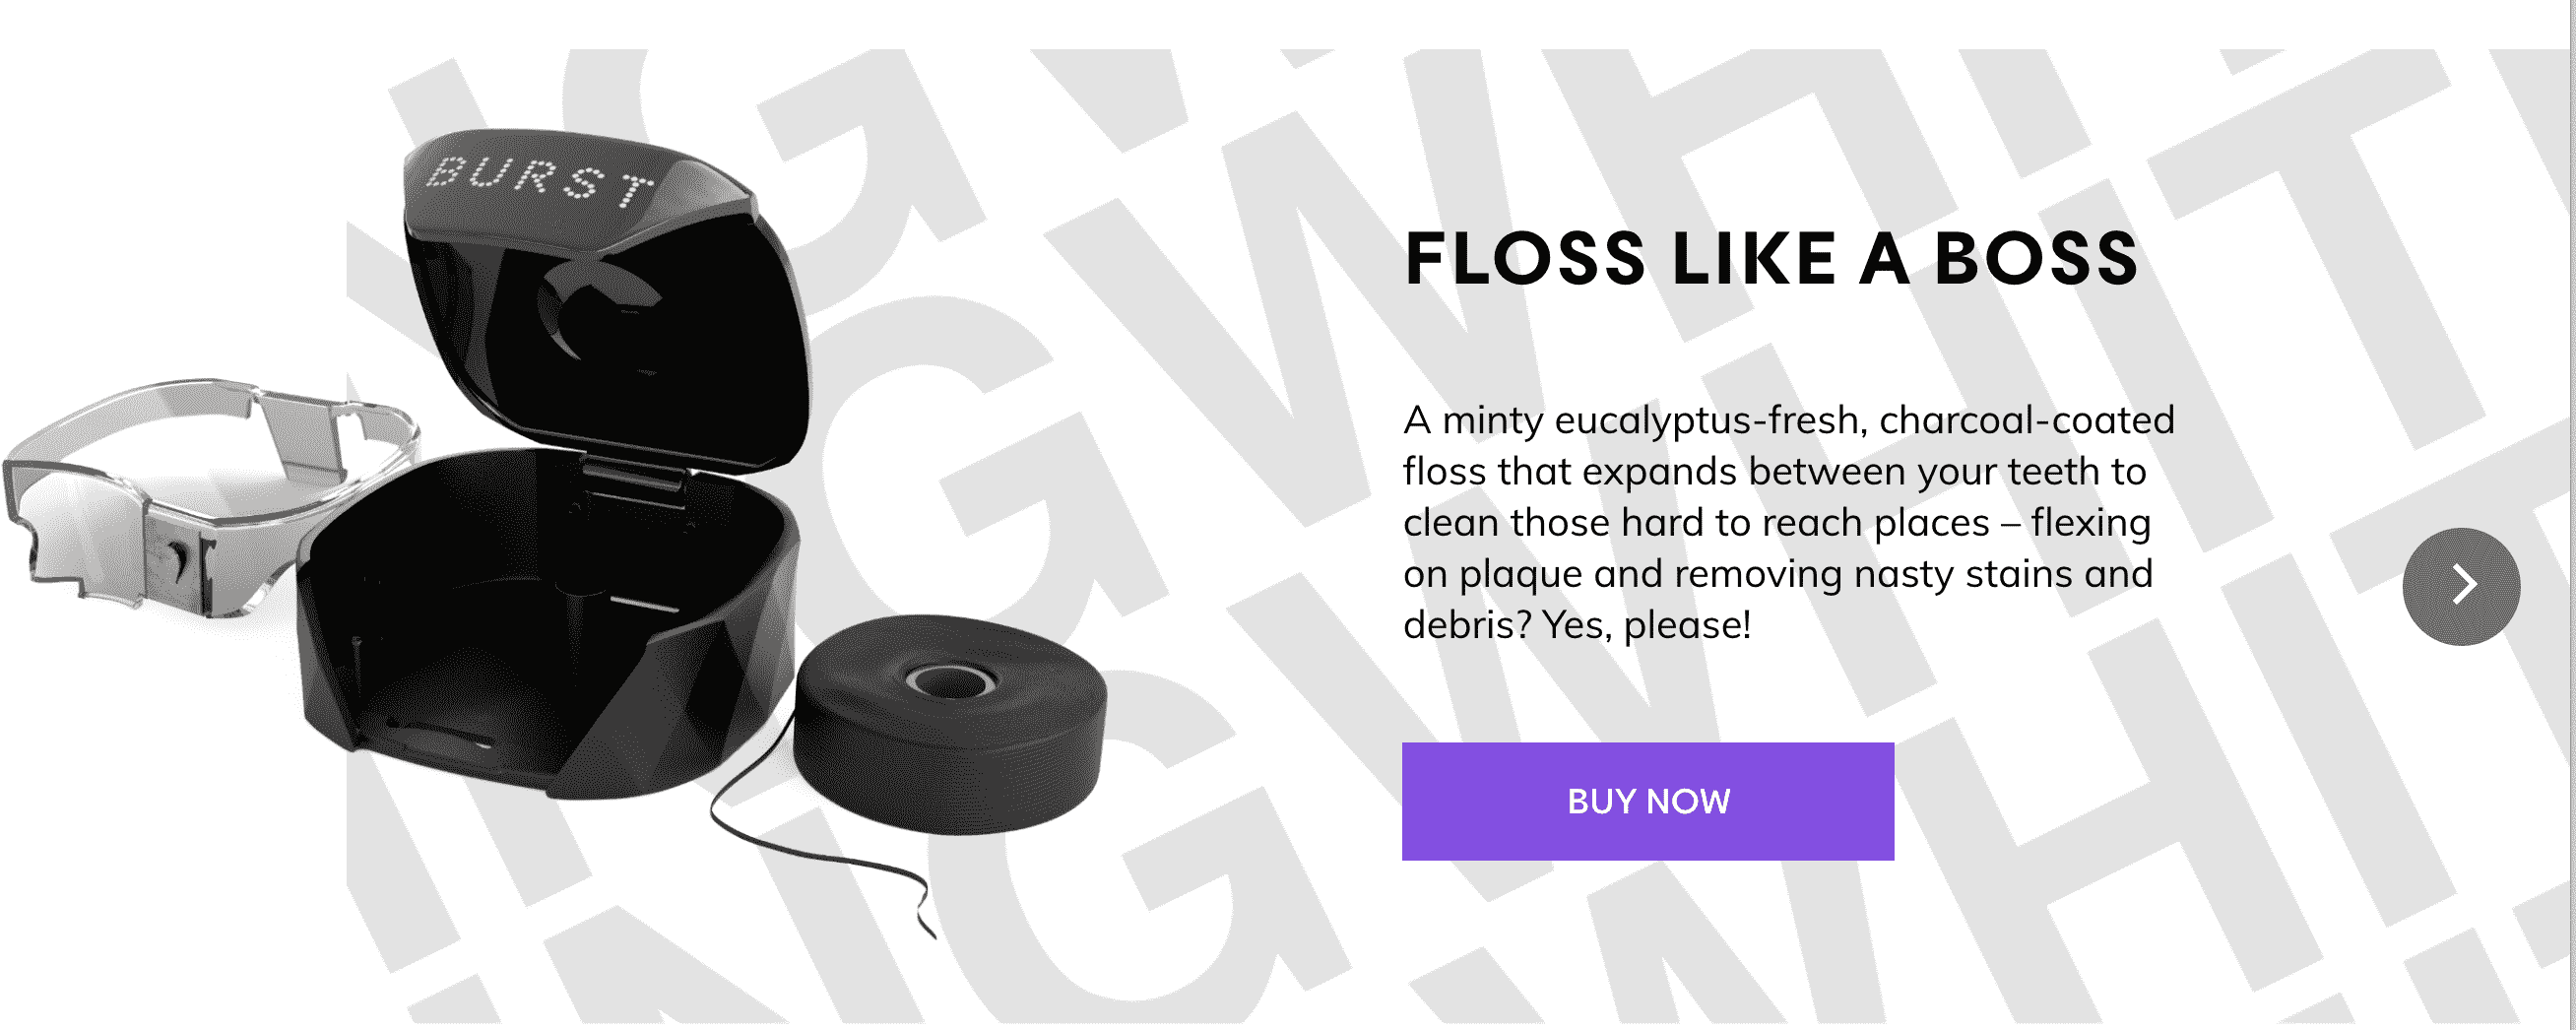 BURST
FLOSS LIKE A BOSS
A minty eucalyptus-fresh, charcoal-coated
floss that expands between your teeth to
clean those hard to reach places – flexing
on plaque and removing nasty stains and
debris? Yes, please!
BUY NOW